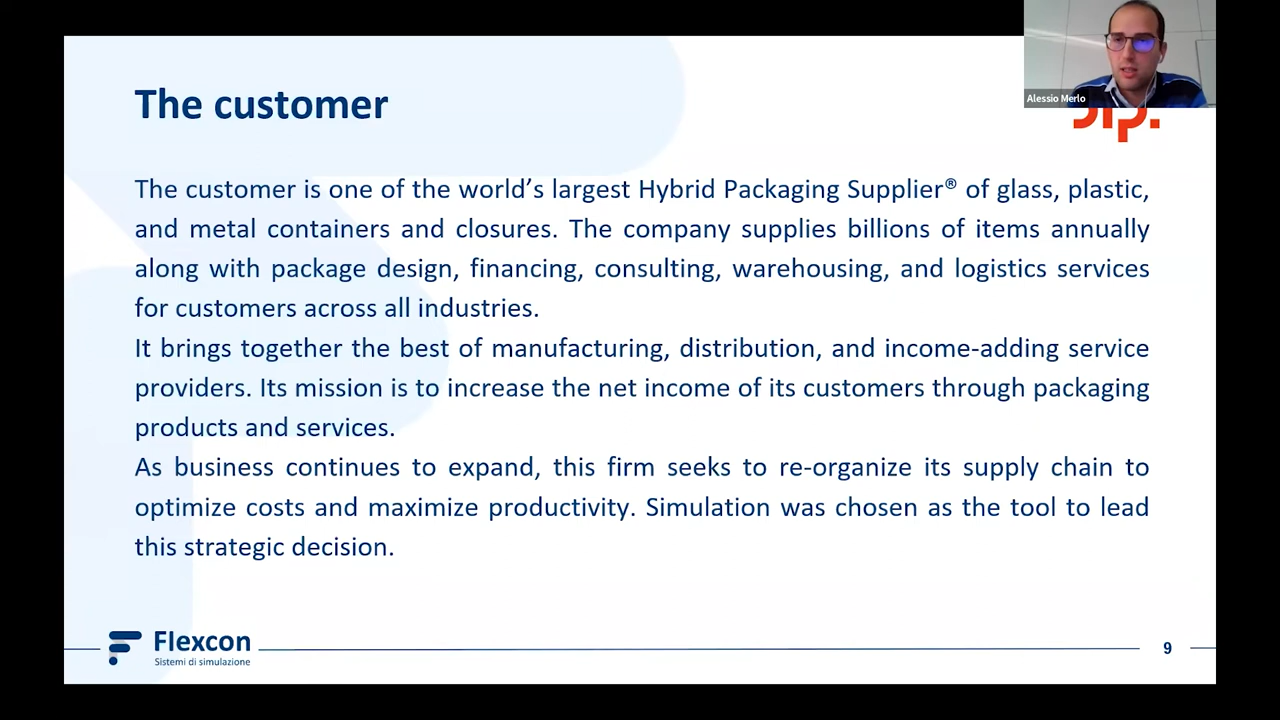 The customer
Alessio Merlo
The customer is one of the world's largest Hybrid Packaging Supplier® of glass, plastic,
and metal containers and closures. The company supplies billions of items annually
along with package design, financing, consulting, warehousing, and logistics services
for customers across all industries.
It brings together the best of manufacturing, distribution, and income-adding service
providers. Its mission is to increase the net income of its customers through packaging
products and services.
As business continues to expand, this firm seeks to re-organize its supply chain to
optimize costs and maximize productivity. Simulation was chosen as the tool to lead
this strategic decision.
Flexcon
Sistemi di simulazione
9